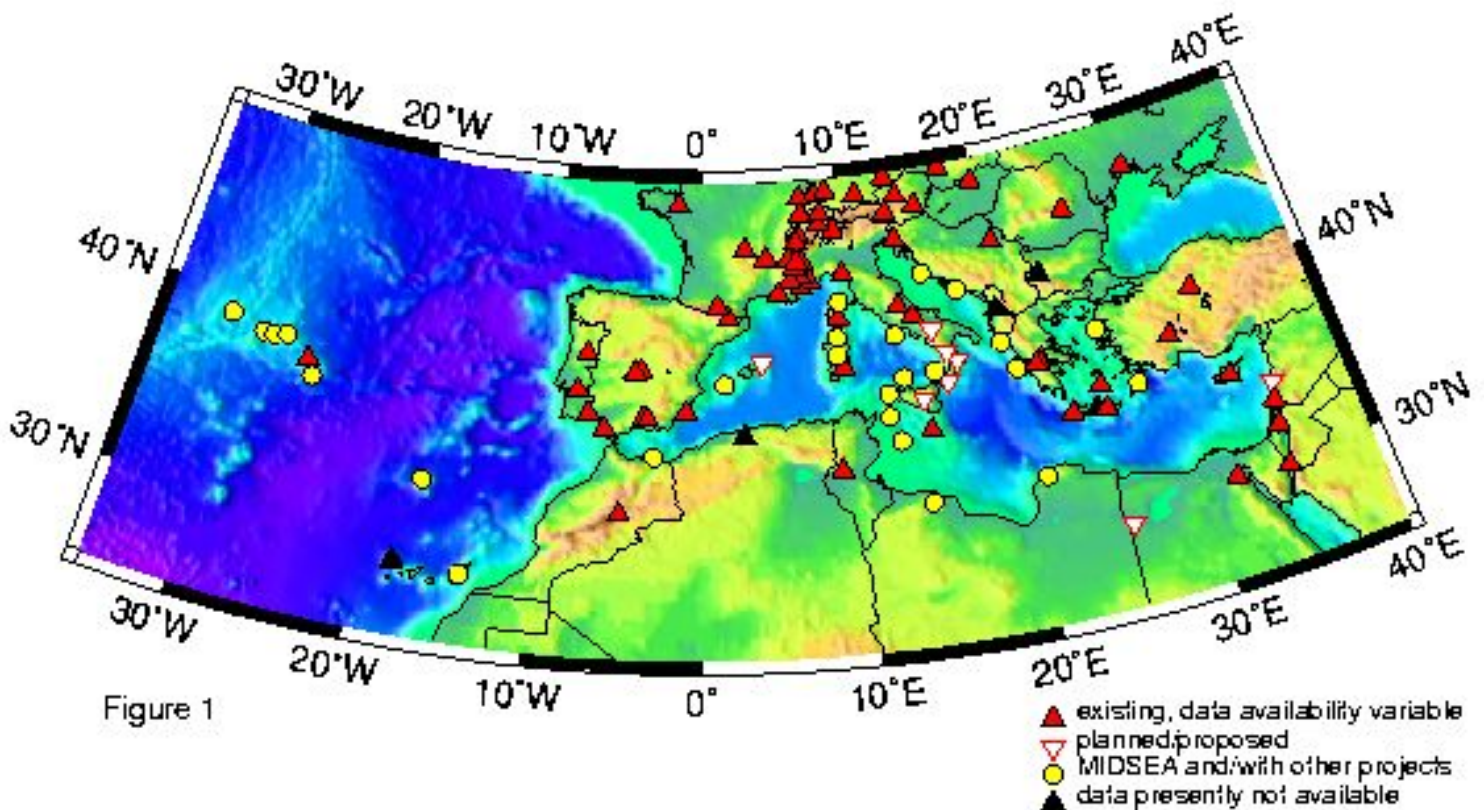 30°W 20°W 10°W 0° 10°E 20°E 30°E 40°E
40°N 40°N
30°N 30°N
30°W 20°W 10°W 0° 10°E 20°E 30°E 40°E
Figure 1
existing, data availability variable
planned/proposed
MIDSEA and/with other projects
data presently not available